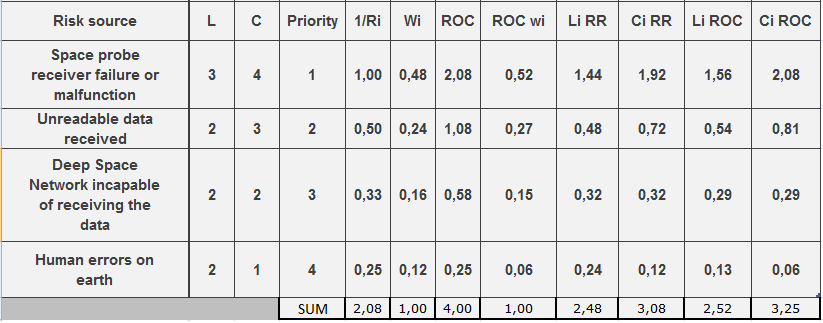 Risk source L C Priority 1/Ri Wi ROC ROC wi Li RR Ci RR Li ROC Ci ROC
Space probe
receiver failure or
malfunction
3 4 1 1,00 0,48 2,08 0,52 1,44 1,92 1,56 2,08
Unreadable data
received
2 3 2 0,50 0,24 1,08 0,27 0,48 0,72 0,54 0,81
Deep Space
Network incapable
of receiving the
data
2 2 3 0,33 0,16 0,58 0,15 0,32 0,32 0,29 0,29
Human errors on
earth
2 1 4 0,25 0,12 0,25 0,06 0,24 0,12 0,13 0,06
SUM 2,08 1,00 4,00 1,00 2,48 3,08 2,52 3,25